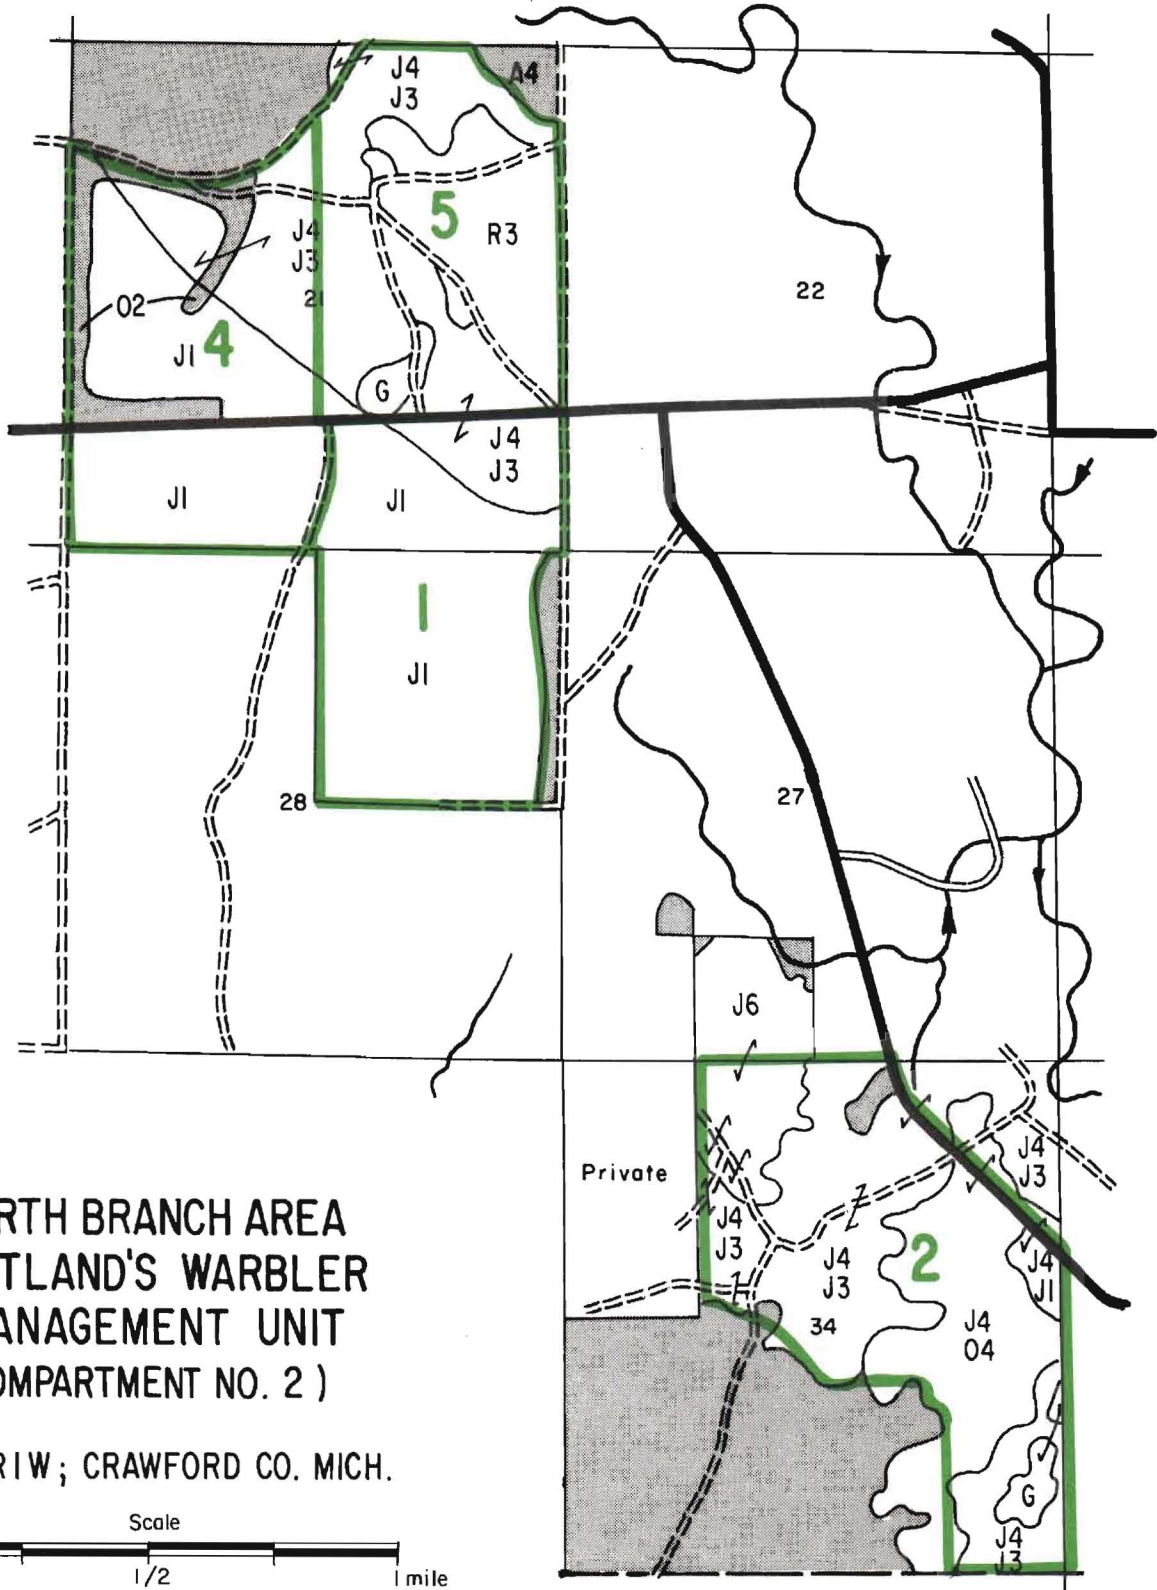 J4
J3
A4
5
R3
J4
J3
21
22
02
J1
4
G
J4
J3
J1
J1
1
J1
28
27
J6
Private
J4
J3
J4
J3
J4
J3
2
J4
J1
34
J4
04
G
J4
J3
RTH BRANCH AREA
TLAND'S WARBLER
ANAGEMENT UNIT
OMPARTMENT NO. 2 )
R1W; CRAWFORD CO. MICH.
Scale
1/2
1 mile